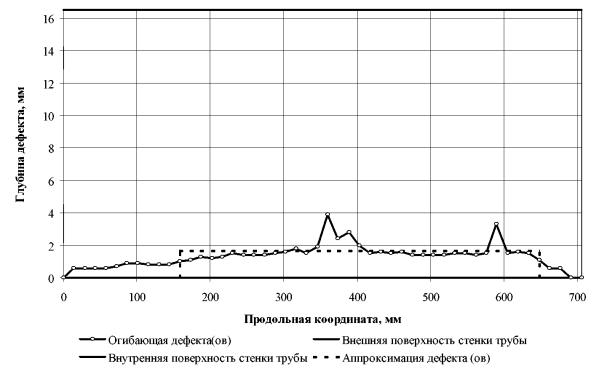 Глубина дефекта, мм
16
14
12
10
8
6
4
2
0
0 100 200 300 400 500 600 700
Продольная координата, мм
Огибающая дефекта(ов) Внешняя поверхность стенки трубы
Внутренняя поверхность стенки трубы Аппроксимация дефекта (ов)